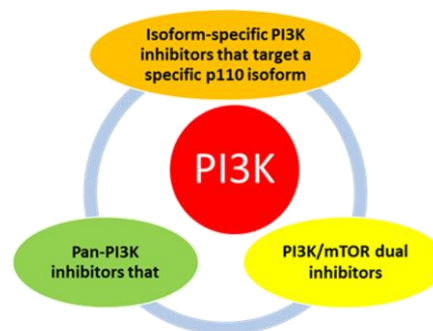 Isoform-specific PI3K
inhibitors that target a
specific p110 isoform
PI3K
Pan-PI3K
inhibitors that
PI3K/mTOR dual
inhibitors